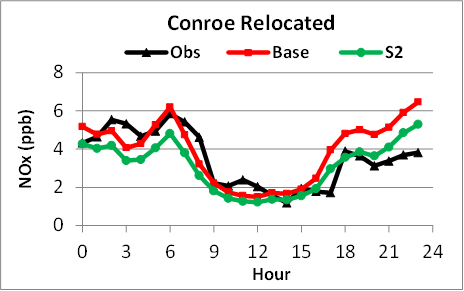 Conroe Relocated
Obs Base S2
8
6
4
2
0
NOx (ppb)
0 3 6 9 12 15 18 21 24
Hour